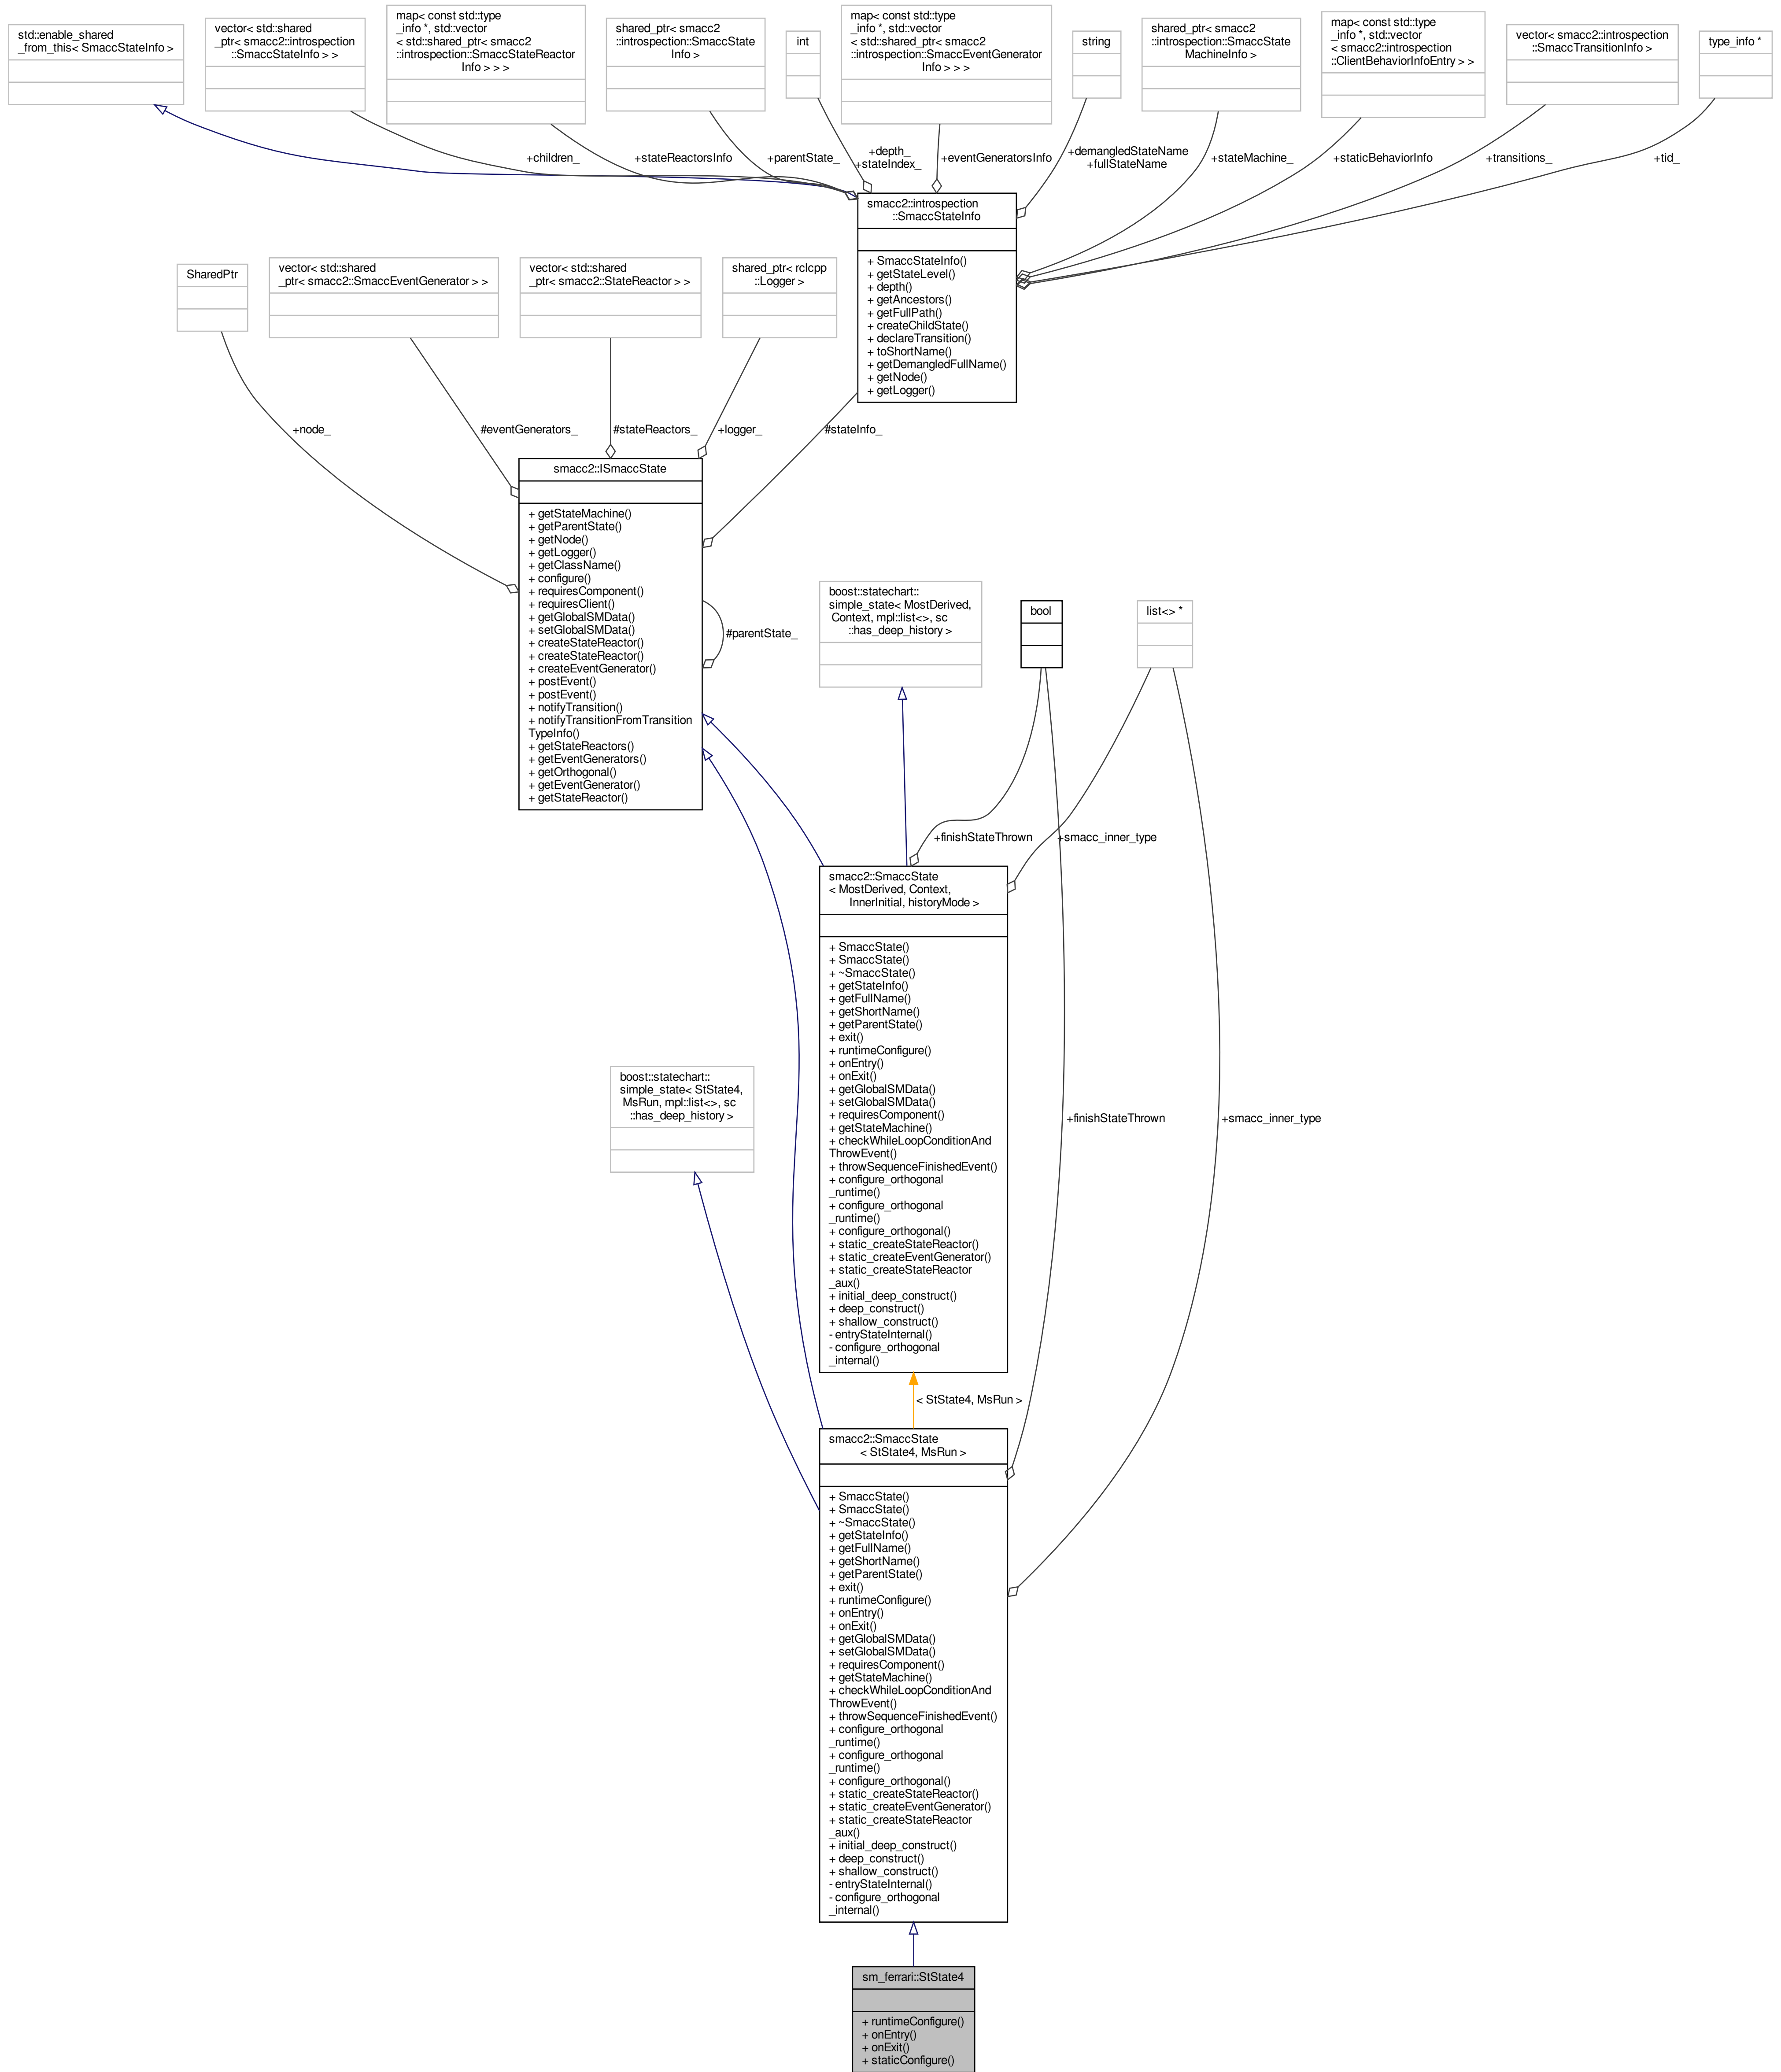 std::enable_shared
_from_this< SmaccStateInfo >
vector< std::shared
_ptr< smacc2::introspection
::SmaccStateInfo > >
map< const std::type
_info *, std::vector
< std::shared_ptr< smacc2
::introspection::SmaccStateReactor
Info > > >
shared_ptr< smacc2
::introspection::SmaccState
Info >
int
map< const std::type
_info *, std::vector
< std::shared_ptr< smacc2
::introspection::SmaccEventGenerator
Info > > >
string
shared_ptr< smacc2
::introspection::SmaccState
MachineInfo >
map< const std::type
_info *, std::vector
< smacc2::introspection
::ClientBehaviorInfoEntry > >
vector< smacc2::introspection
::SmaccTransitionInfo >
type_info *
+children_
+stateReactorsInfo
+parentState_
+depth_
+stateIndex_
+eventGeneratorsInfo
+demangledStateName
+fullStateName
+stateMachine_
+staticBehaviorInfo
+transitions_
+tid_
smacc2::introspection
::SmaccStateInfo
+ SmaccStateInfo()
+ getStateLevel()
+ depth()
+ getAncestors()
+ getFullPath()
+ createChildState()
+ declareTransition()
+ toShortName()
+ getDemangledFullName()
+ getNode()
+ getLogger()
SharedPtr
vector< std::shared
_ptr< smacc2::SmaccEventGenerator > >
vector< std::shared
_ptr< smacc2::StateReactor > >
shared_ptr< rclcpp
::Logger >
+node_
#eventGenerators_
#stateReactors_
+logger_
#stateInfo_
smacc2::ISmaccState
+ getStateMachine()
+ getParentState()
+ getNode()
+ getLogger()
+ getClassName()
+ configure()
+ requiresComponent()
+ requiresClient()
+ getGlobalSMData()
+ setGlobalSMData()
+ createStateReactor()
+ createStateReactor()
+ createEventGenerator()
+ postEvent()
+ postEvent()
+ notifyTransition()
+ notifyTransitionFromTransition
TypeInfo()
+ getStateReactors()
+ getEventGenerators()
+ getOrthogonal()
+ getEventGenerator()
+ getStateReactor()
#parentState_
boost::statechart::
simple_state< MostDerived,
Context, mpl::list<>, sc
::has_deep_history >
bool
list<> *
+finishStateThrown
+smacc_inner_type
smacc2::SmaccState
< MostDerived, Context,
InnerInitial, historyMode >
+ SmaccState()
+ SmaccState()
+ ~SmaccState()
+ getStateInfo()
+ getFullName()
+ getShortName()
+ getParentState()
+ exit()
+ runtimeConfigure()
+ onEntry()
+ onExit()
+ getGlobalSMData()
+ setGlobalSMData()
+ requiresComponent()
+ getStateMachine()
+ checkWhileLoopConditionAnd
ThrowEvent()
+ throwSequenceFinishedEvent()
+ configure_orthogonal
_runtime()
+ configure_orthogonal
_runtime()
+ configure_orthogonal()
+ static_createStateReactor()
+ static_createEventGenerator()
+ static_createStateReactor
_aux()
+ initial_deep_construct()
+ deep_construct()
+ shallow_construct()
- entryStateInternal()
- configure_orthogonal
_internal()
boost::statechart::
simple_state< StState4,
MsRun, mpl::list<>, sc
::has_deep_history >
+finishStateThrown
+smacc_inner_type
< StState4, MsRun >
smacc2::SmaccState
< StState4, MsRun >
+ SmaccState()
+ SmaccState()
+ ~SmaccState()
+ getStateInfo()
+ getFullName()
+ getShortName()
+ getParentState()
+ exit()
+ runtimeConfigure()
+ onEntry()
+ onExit()
+ getGlobalSMData()
+ setGlobalSMData()
+ requiresComponent()
+ getStateMachine()
+ checkWhileLoopConditionAnd
ThrowEvent()
+ throwSequenceFinishedEvent()
+ configure_orthogonal
_runtime()
+ configure_orthogonal
_runtime()
+ configure_orthogonal()
+ static_createStateReactor()
+ static_createEventGenerator()
+ static_createStateReactor
_aux()
+ initial_deep_construct()
+ deep_construct()
+ shallow_construct()
- entryStateInternal()
- configure_orthogonal
_internal()
sm_ferrari::StState4
+ runtimeConfigure()
+ onEntry()
+ onExit()
+ staticConfigure()